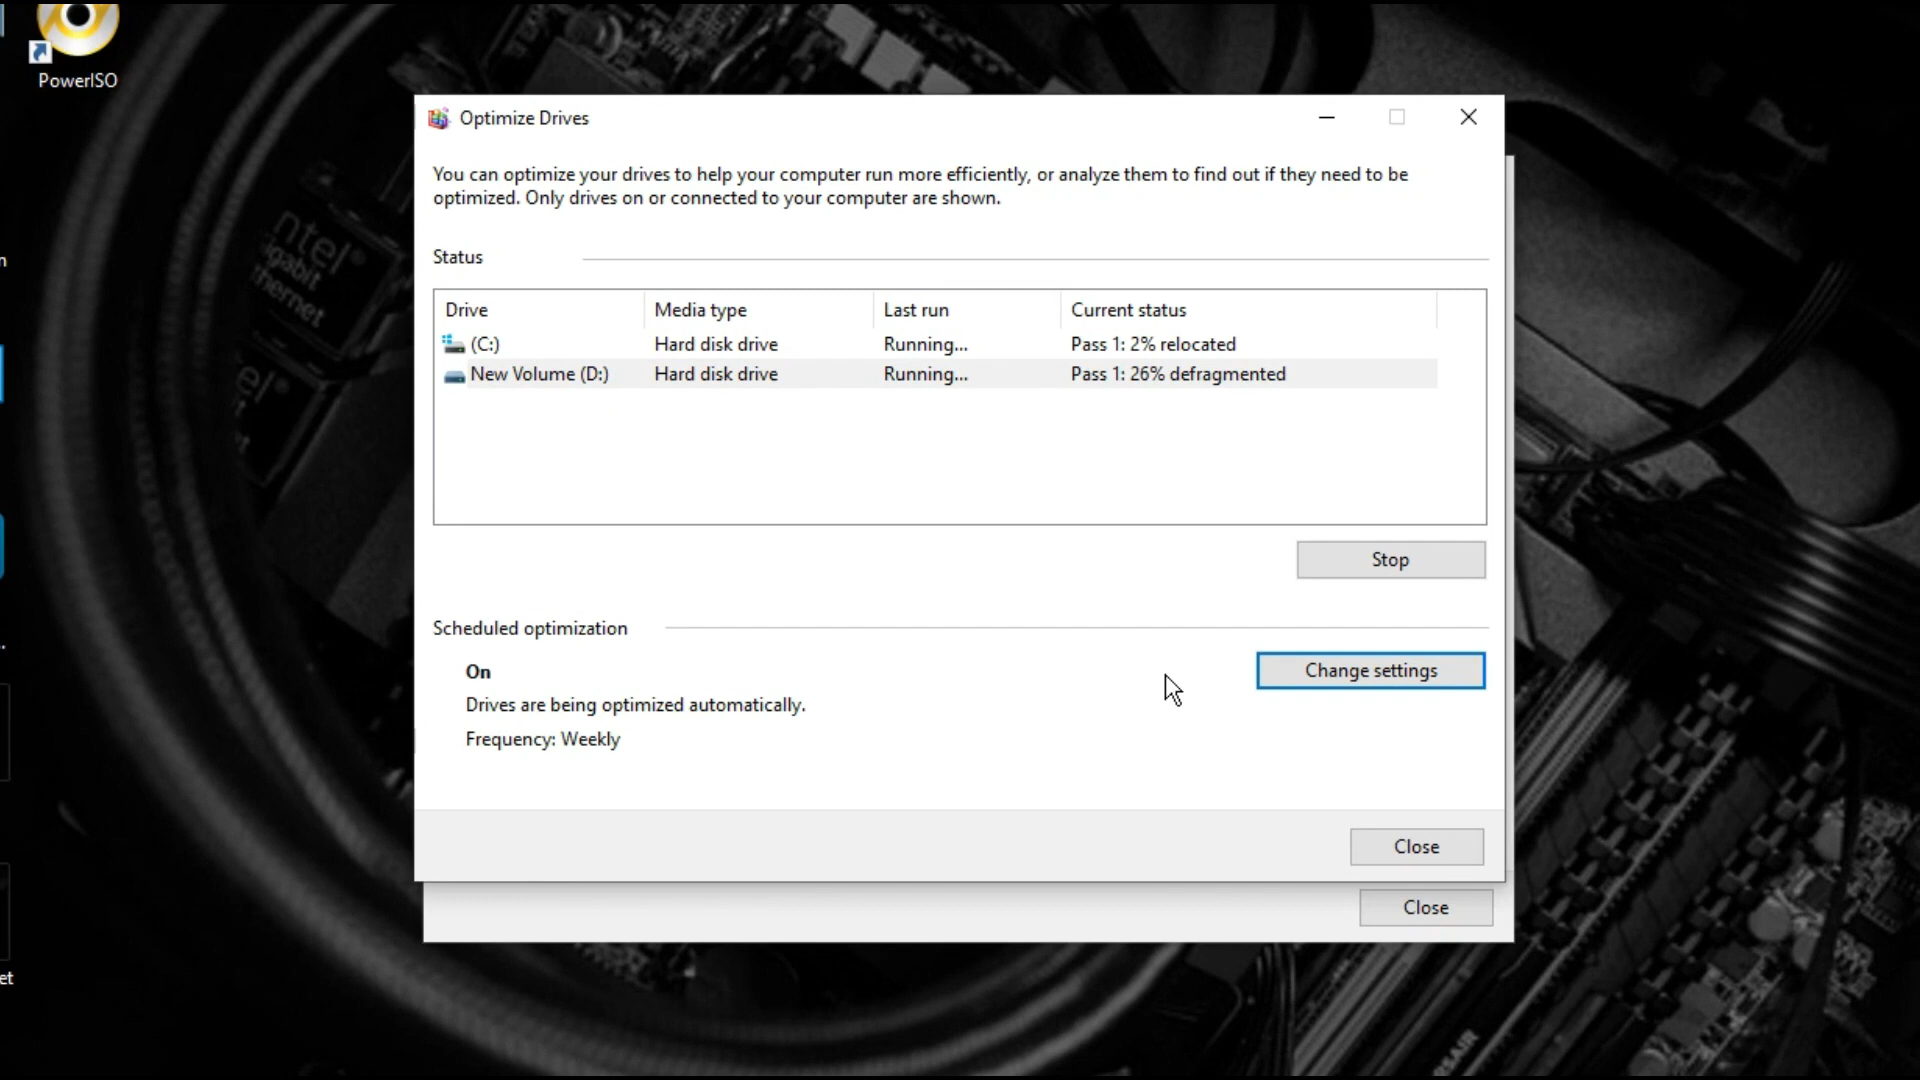 PowerISO
Optimize Drives
You can optimize your drives to help your computer run more efficiently, or analyze them to find out if they need to be
optimized. Only drives on or connected to your computer are shown.
Status
Drive Media type Last run Current status
(C:) Hard disk drive Running... Pass 1: 2% relocated
New Volume (D:) Hard disk drive Running... Pass 1: 26% defragmented
Stop
Scheduled optimization
On
Change settings
Drives are being optimized automatically.
Frequency: Weekly
Close
Close
intel
gigabit
et